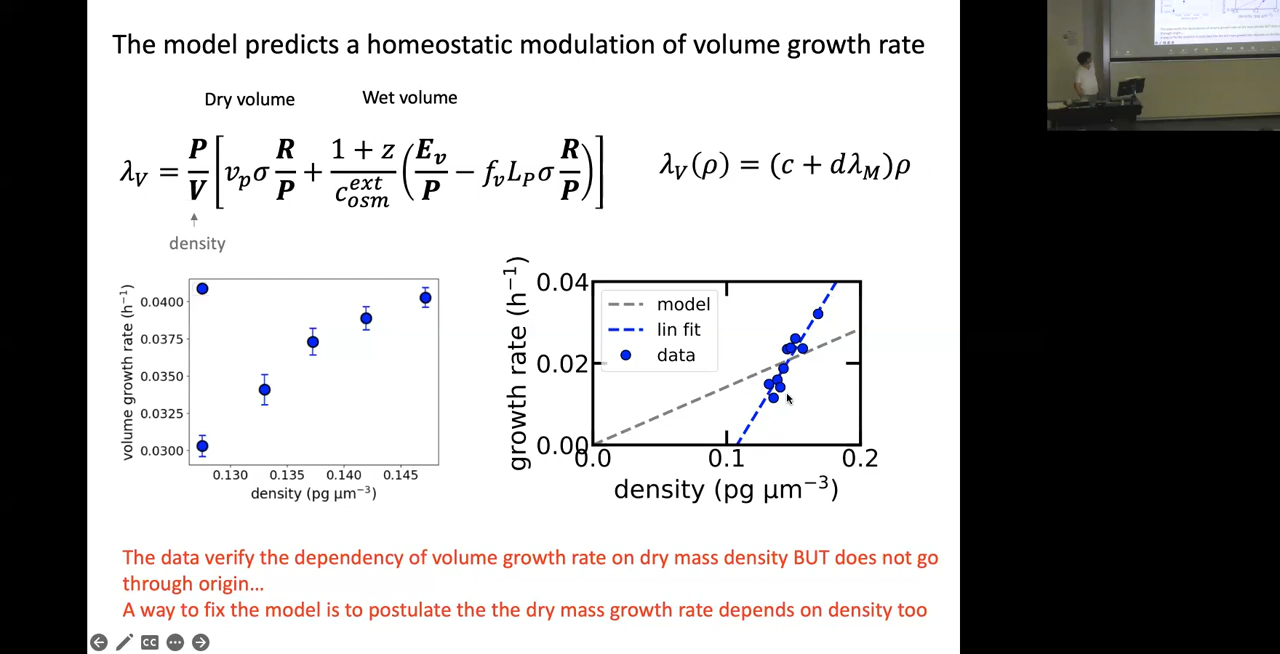 The model predicts a homeostatic modulation of volume growth rate
Dry volume
Wet volume
λ_V = P/V [ v_p σ R/P + (1 + z)/c_osm^ext ( E_v/P − f_v L_P σ R/P ) ]
λ_V(ρ) = (c + dλ_M)ρ
density
volume growth rate (h⁻¹)
0.0400
0.0375
0.0350
0.0325
0.0300
0.130 0.135 0.140 0.145
density (pg μm⁻³)
growth rate (h⁻¹)
0.04
0.02
0.00
model
lin fit
data
0.0 0.1 0.2
density (pg μm⁻³)
The data verify the dependency of volume growth rate on dry mass density BUT does not go
through origin...
A way to fix the model is to postulate the the dry mass growth rate depends on density too
CC